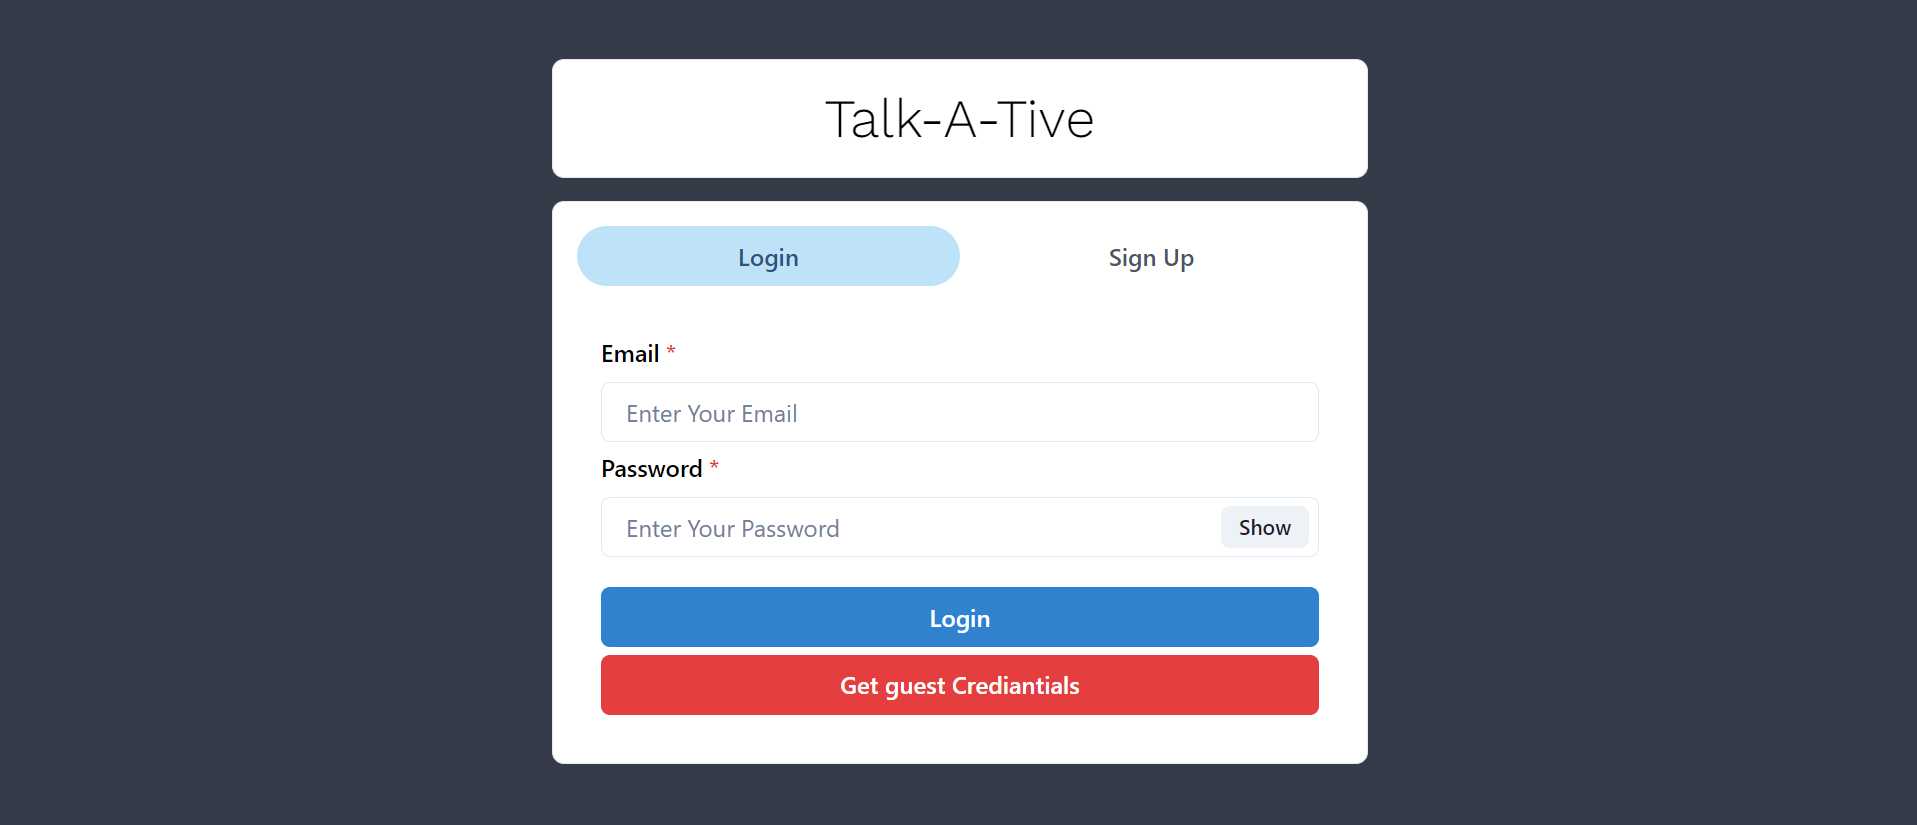 Talk-A-Tive
Login
Sign Up
Email *
Enter Your Email
Password *
Enter Your Password
Show
Login
Get guest Crediantials